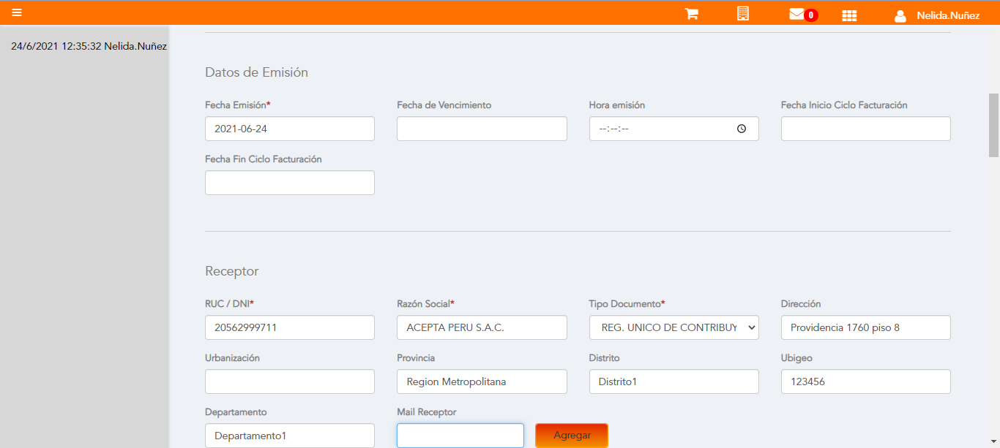 0
Nelida.Nuñez
24/6/2021 12:35:32 Nelida.Nuñez
Datos de Emisión
Fecha Emisión* Fecha de Vencimiento Hora emisión Fecha Inicio Ciclo Facturación
2021-06-24 --:--:--
Fecha Fin Ciclo Facturación
Receptor
RUC / DNI* Razón Social* Tipo Documento* Dirección
20562999711 ACEPTA PERU S.A.C. REG. UNICO DE CONTRIBUY Providencia 1760 piso 8
Urbanización Provincia Distrito Ubigeo
Region Metropolitana Distrito1 123456
Departamento Mail Receptor
Departamento1 Agregar